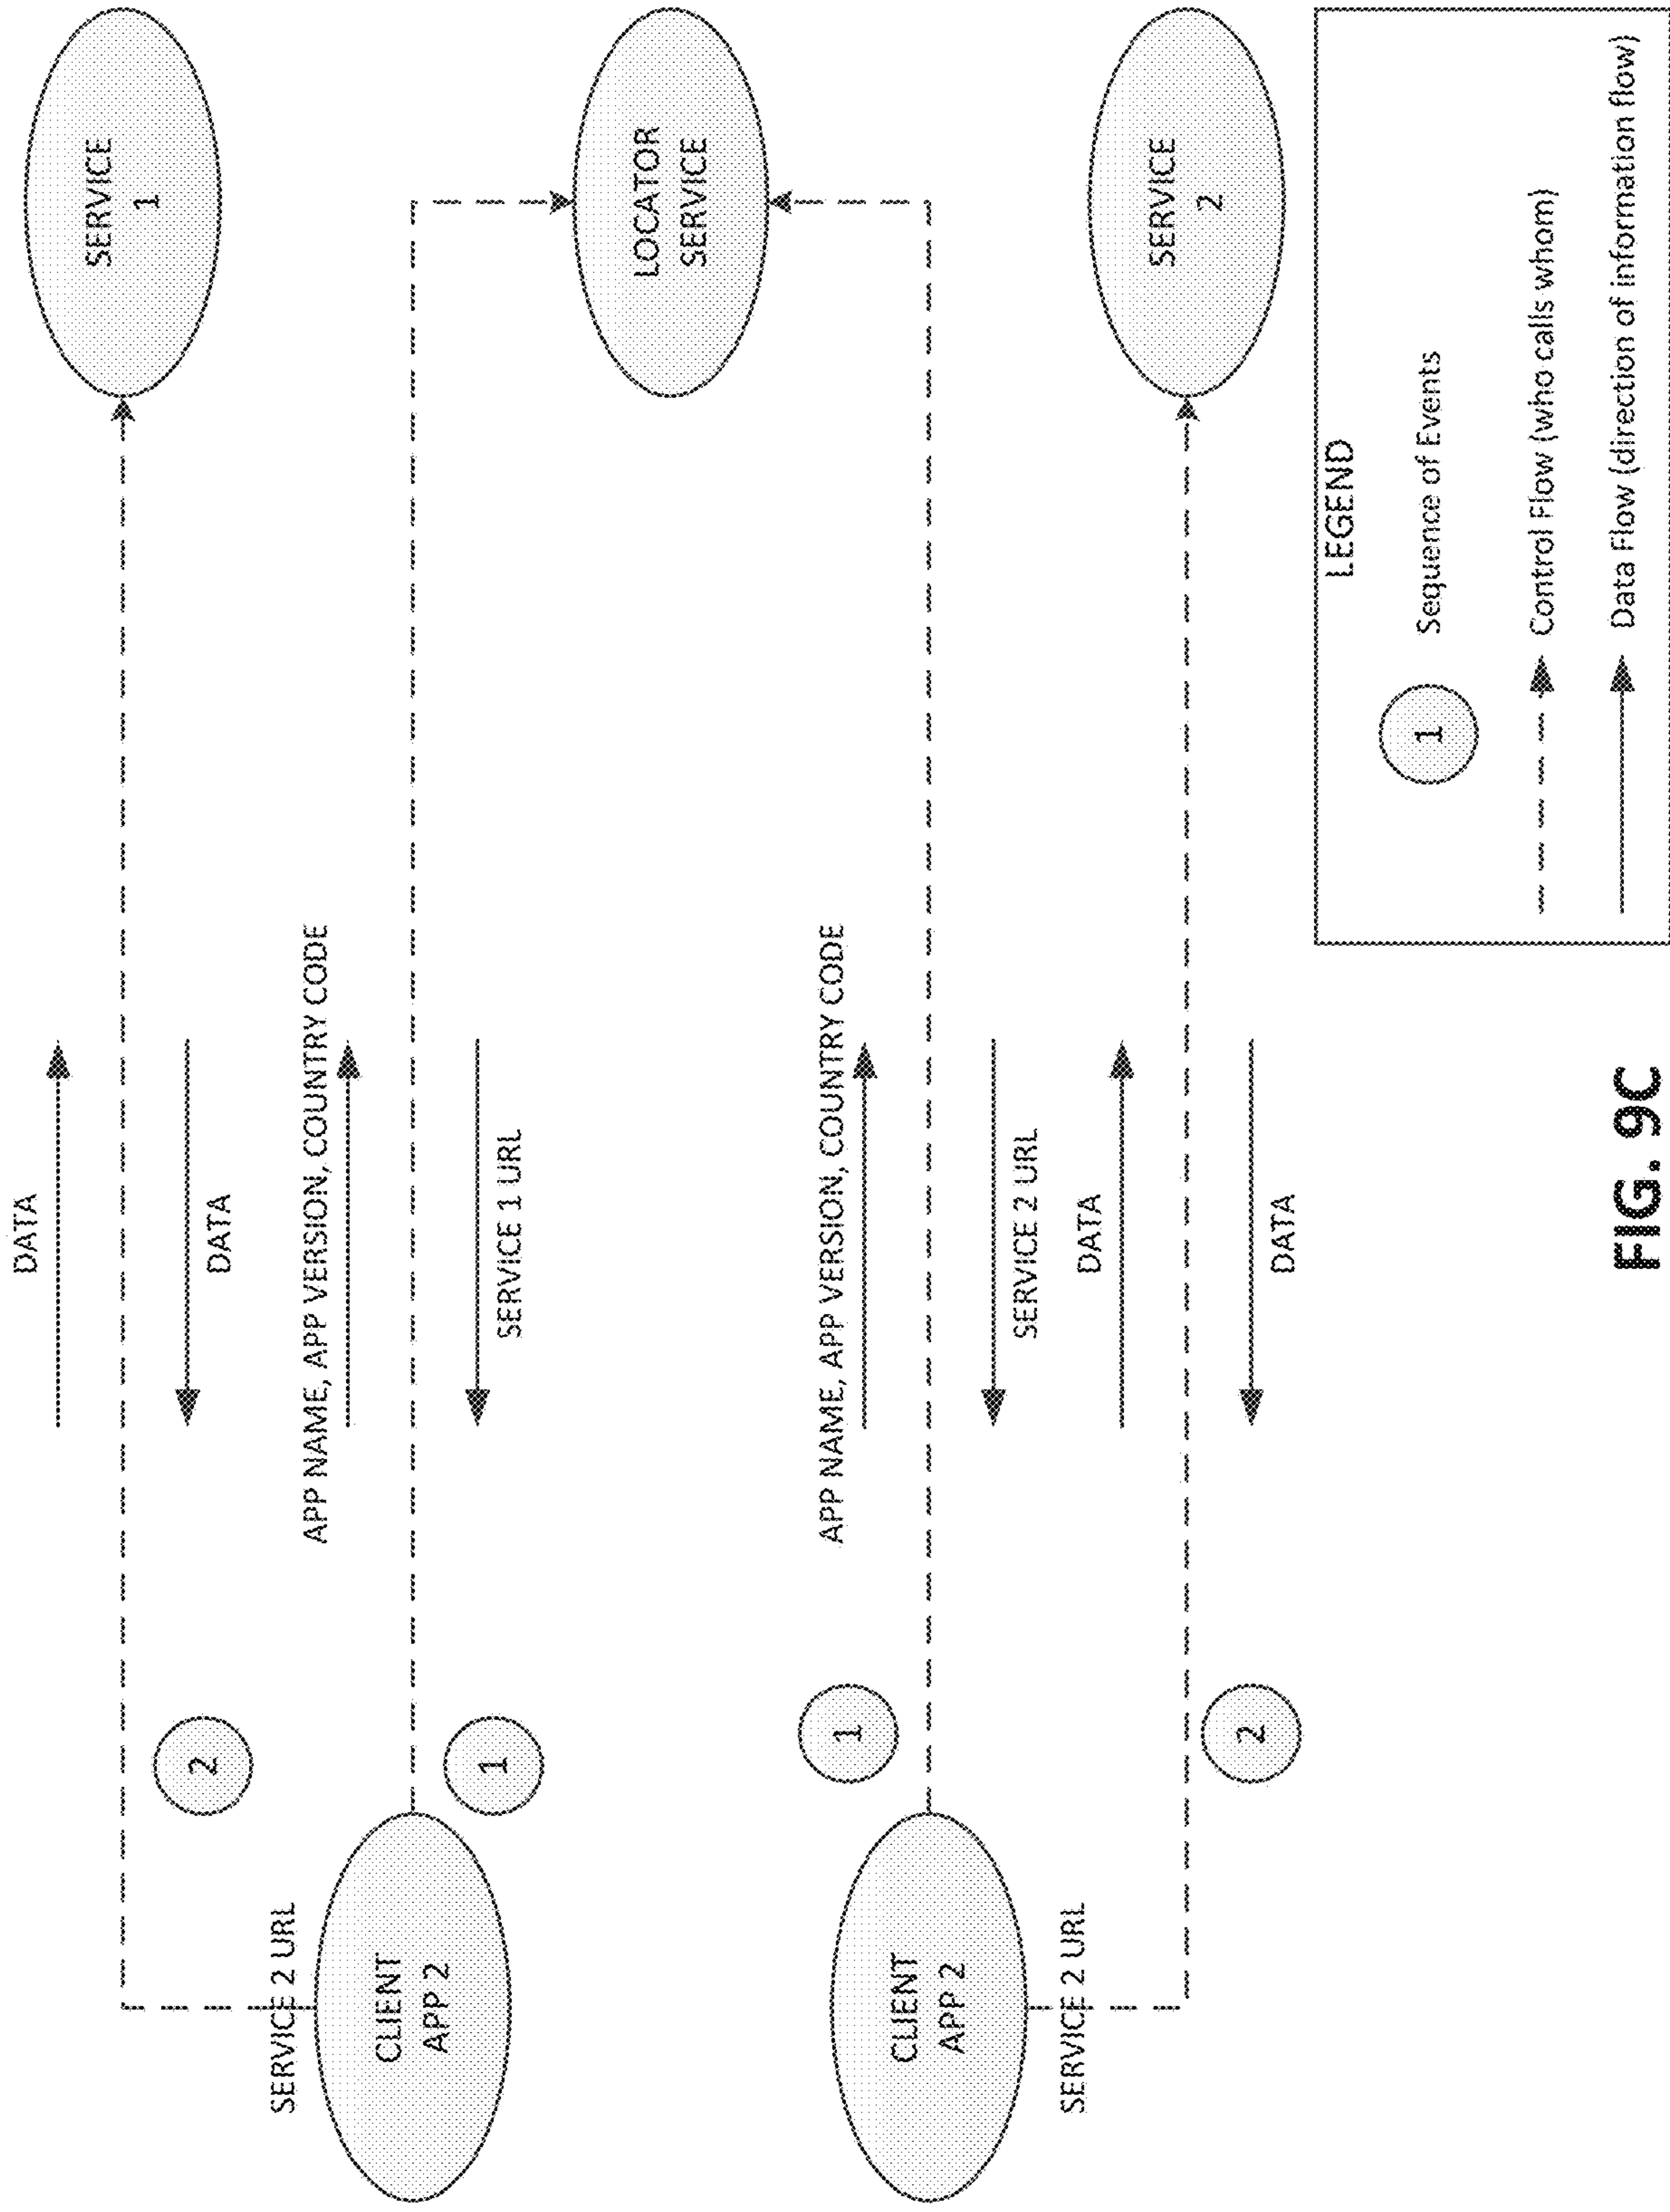 DATA
SERVICE
1
2
DATA
SERVICE 2 URL
APP NAME, APP VERSION, COUNTRY CODE
CLIENT
APP 2
1
SERVICE 1 URL
LOCATOR
SERVICE
APP NAME, APP VERSION, COUNTRY CODE
1
CLIENT
APP 2
SERVICE 2 URL
SERVICE 2 URL
DATA
SERVICE
2
2
DATA
LEGEND
1
Sequence of Events
Control Flow (who calls whom)
Data Flow (direction of information flow)
FIG. 9C